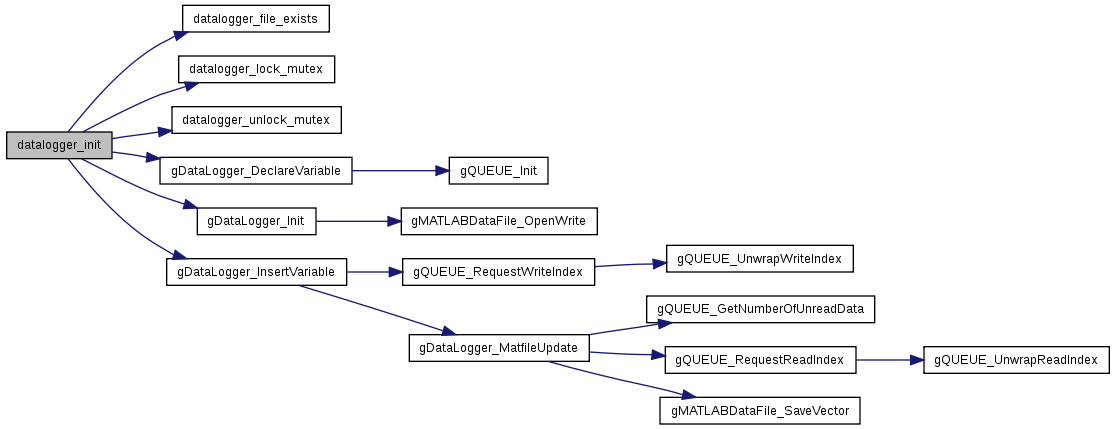 datalogger_file_exists
datalogger_lock_mutex
datalogger_unlock_mutex
datalogger_init
gDataLogger_DeclareVariable
gQUEUE_Init
gDataLogger_Init
gMATLABDataFile_OpenWrite
gDataLogger_InsertVariable
gQUEUE_RequestWriteIndex
gQUEUE_UnwrapWriteIndex
gQUEUE_GetNumberOfUnreadData
gDataLogger_MatfileUpdate
gQUEUE_RequestReadIndex
gQUEUE_UnwrapReadIndex
gMATLABDataFile_SaveVector